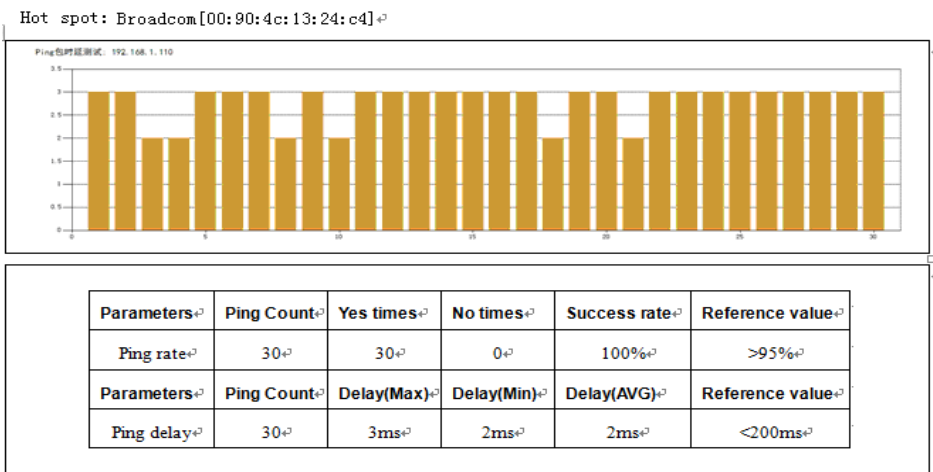 Hot spot: Broadcom[00:90:4c:13:24:c4]
Ping包时延测试: 192.168.1.110
3.5
3
2.5
2
1.5
1
0.5
0
0 5 10 15 20 25 30
Parameters Ping Count Yes times No times Success rate Reference value
Ping rate 30 30 0 100% >95%
Parameters Ping Count Delay(Max) Delay(Min) Delay(AVG) Reference value
Ping delay 30 3ms 2ms 2ms <200ms